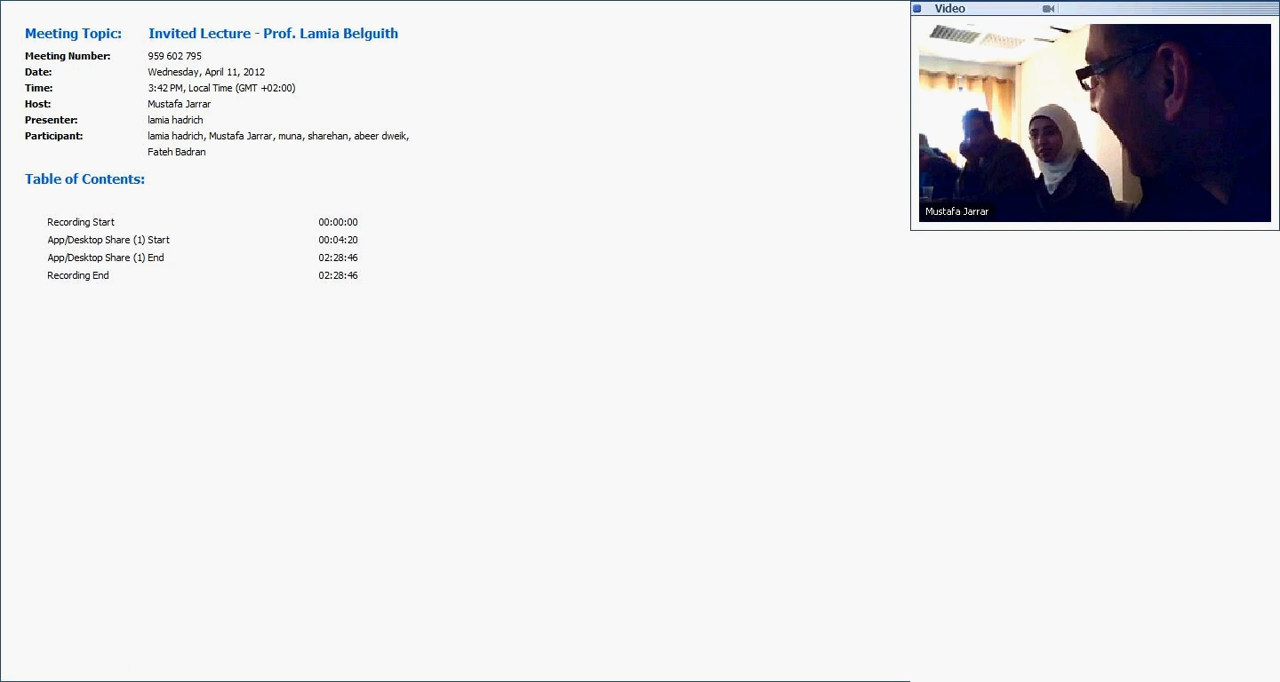 Meeting Topic: Invited Lecture - Prof. Lamia Belguith
Meeting Number: 959 602 795
Date: Wednesday, April 11, 2012
Time: 3:42 PM, Local Time (GMT +02:00)
Host: Mustafa Jarrar
Presenter: lamia hadrich
Participant: lamia hadrich, Mustafa Jarrar, muna, sharehan, abeer dweik,
Fateh Badran
Table of Contents:
Recording Start 00:00:00
App/Desktop Share (1) Start 00:04:20
App/Desktop Share (1) End 02:28:46
Recording End 02:28:46
Video
Mustafa Jarrar